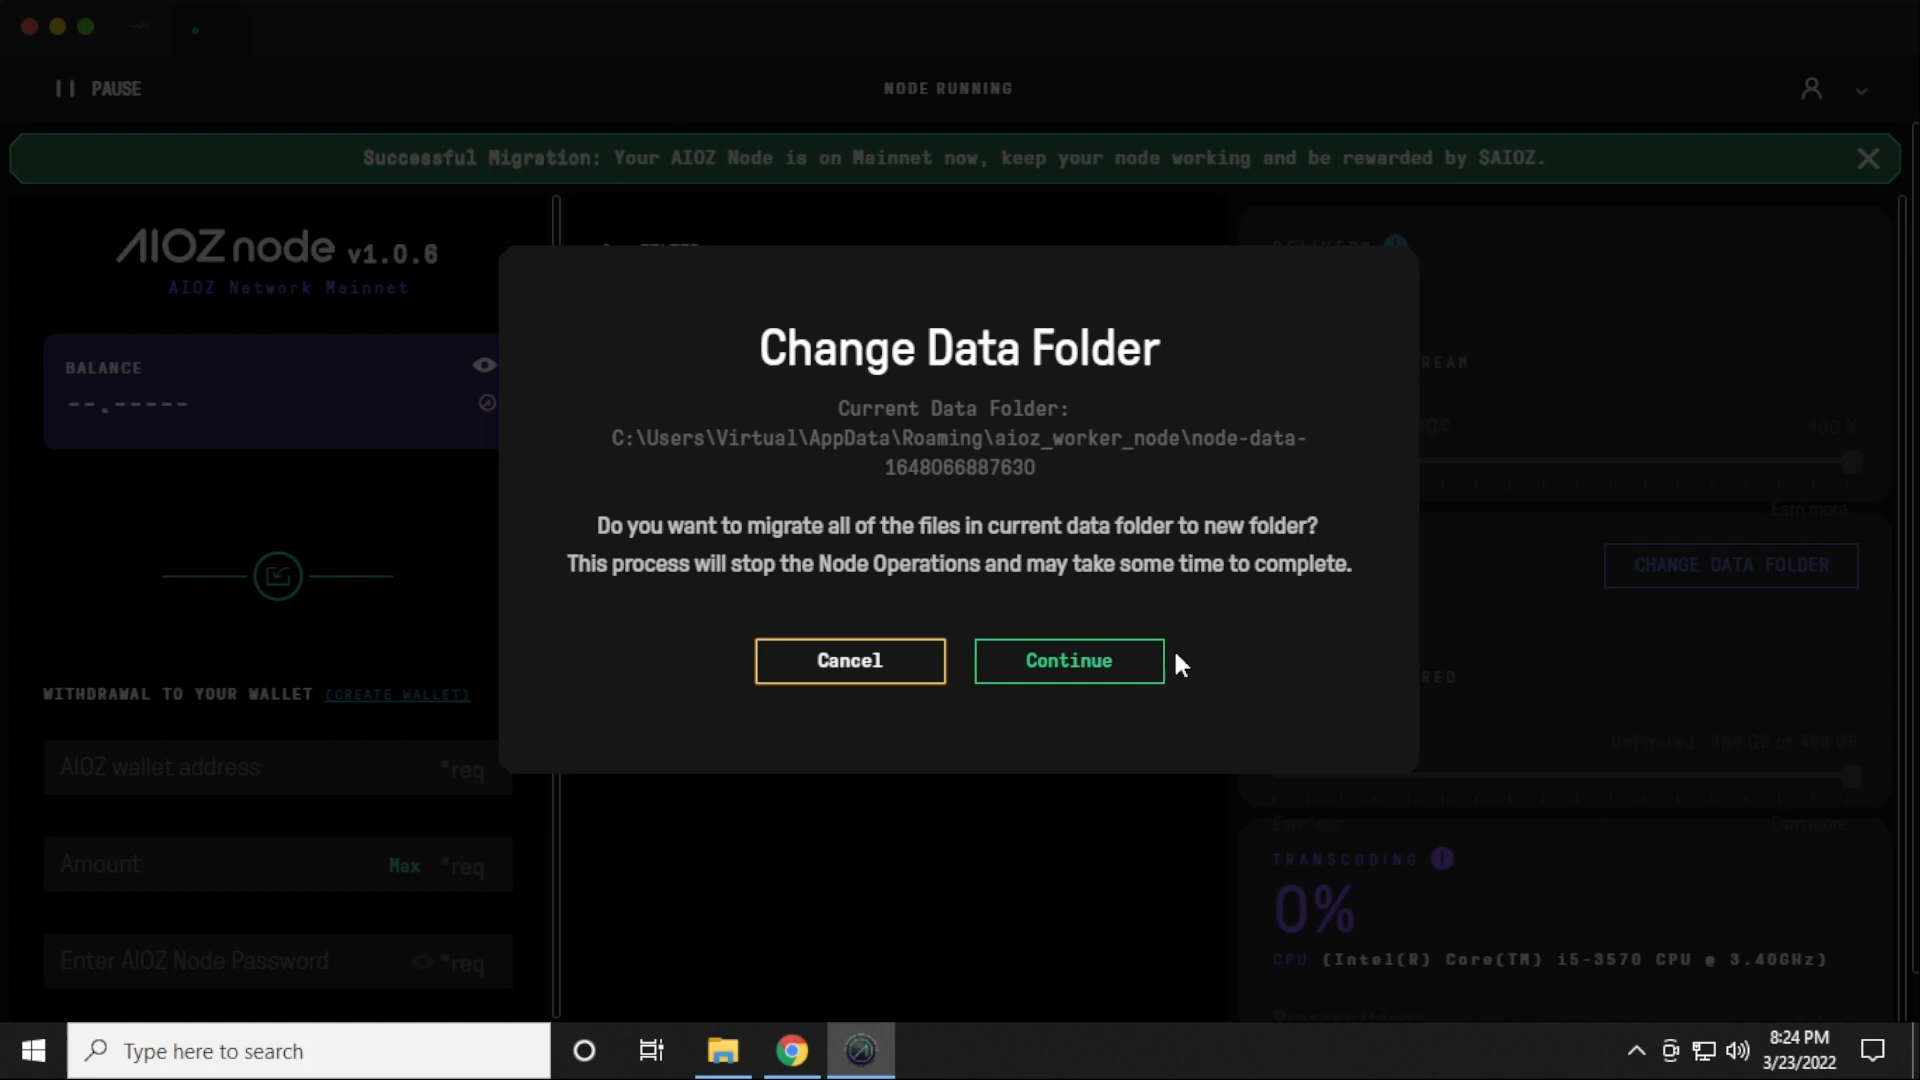 PAUSE
NODE RUNNING
Successful Migration: Your AIOZ Node is on Mainnet now, keep your node working and be rewarded by $AIOZ.
AIOZ node v1.0.6
AIOZ Network Mainnet
BALANCE
--.-----
WITHDRAWAL TO YOUR WALLET (CREATE WALLET)
AIOZ wallet address *req
Amount Max *req
Enter AIOZ Node Password *req
Change Data Folder
Current Data Folder:
C:\Users\Virtual\AppData\Roaming\aioz_worker_node\node-data-
1648066887630
Do you want to migrate all of the files in current data folder to new folder?
This process will stop the Node Operations and may take some time to complete.
Cancel
Continue
100 %
Earn more
CHANGE DATA FOLDER
Earn more
TRANSCODING
0%
CPU (Intel(R) Core(TM) i5-3570 CPU @ 3.40GHz)
Type here to search
8:24 PM
3/23/2022